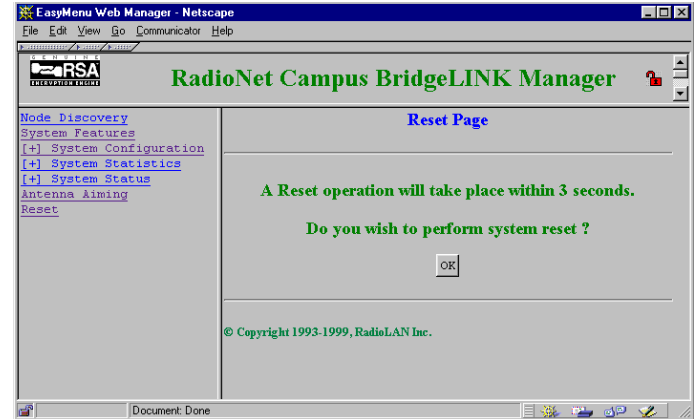 EasyMenu Web Manager - Netscape
File Edit View Go Communicator Help
GENUINE
RSA
ENCRYPTION ENGINE
RadioNet Campus BridgeLINK Manager
Node Discovery
System Features
[+] System Configuration
[+] System Statistics
[+] System Status
Antenna Aiming
Reset
Reset Page
A Reset operation will take place within 3 seconds.
Do you wish to perform system reset ?
OK
© Copyright 1993-1999, RadioLAN Inc.
Document: Done